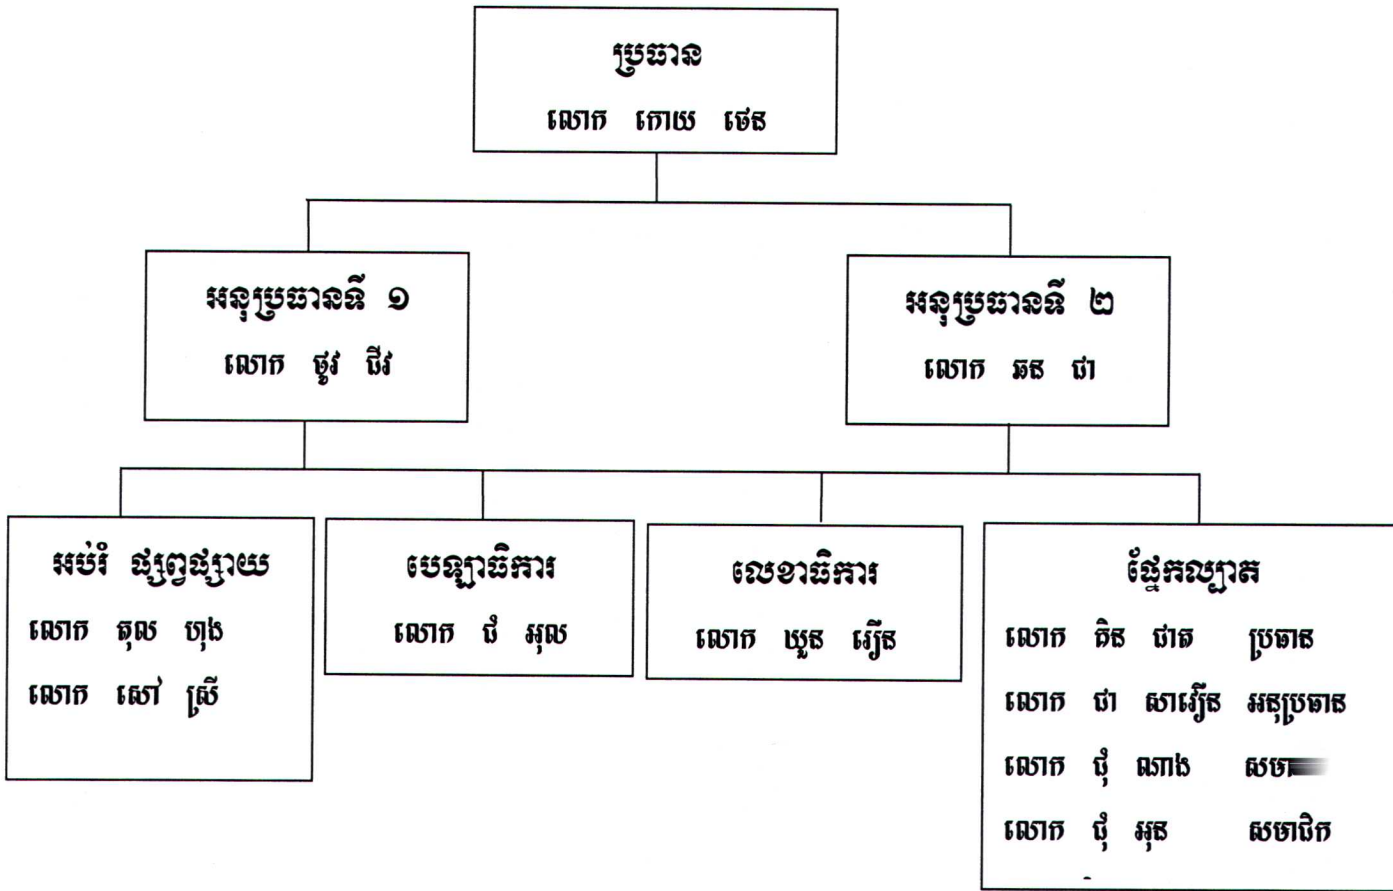 ប្រធាន
លោក កោយ ថេន
អនុប្រធានទី ១
លោក ថូវ ជីវ
អនុប្រធានទី ២
លោក ឆន ជា
អប់រំ ផ្សព្វផ្សាយ
លោក តុល ហុង
លោក សៅ ស្រី
បេឡាធិការ
លោក ជំ អុល
លេខាធិការ
លោក ឃួន រឿន
ផ្នែកល្បាត
លោក គិន ជាត ប្រធាន
លោក ជា សាវឿន អនុប្រធាន
លោក ជុំ ណាង
លោក ជុំ អុន សមាជិក